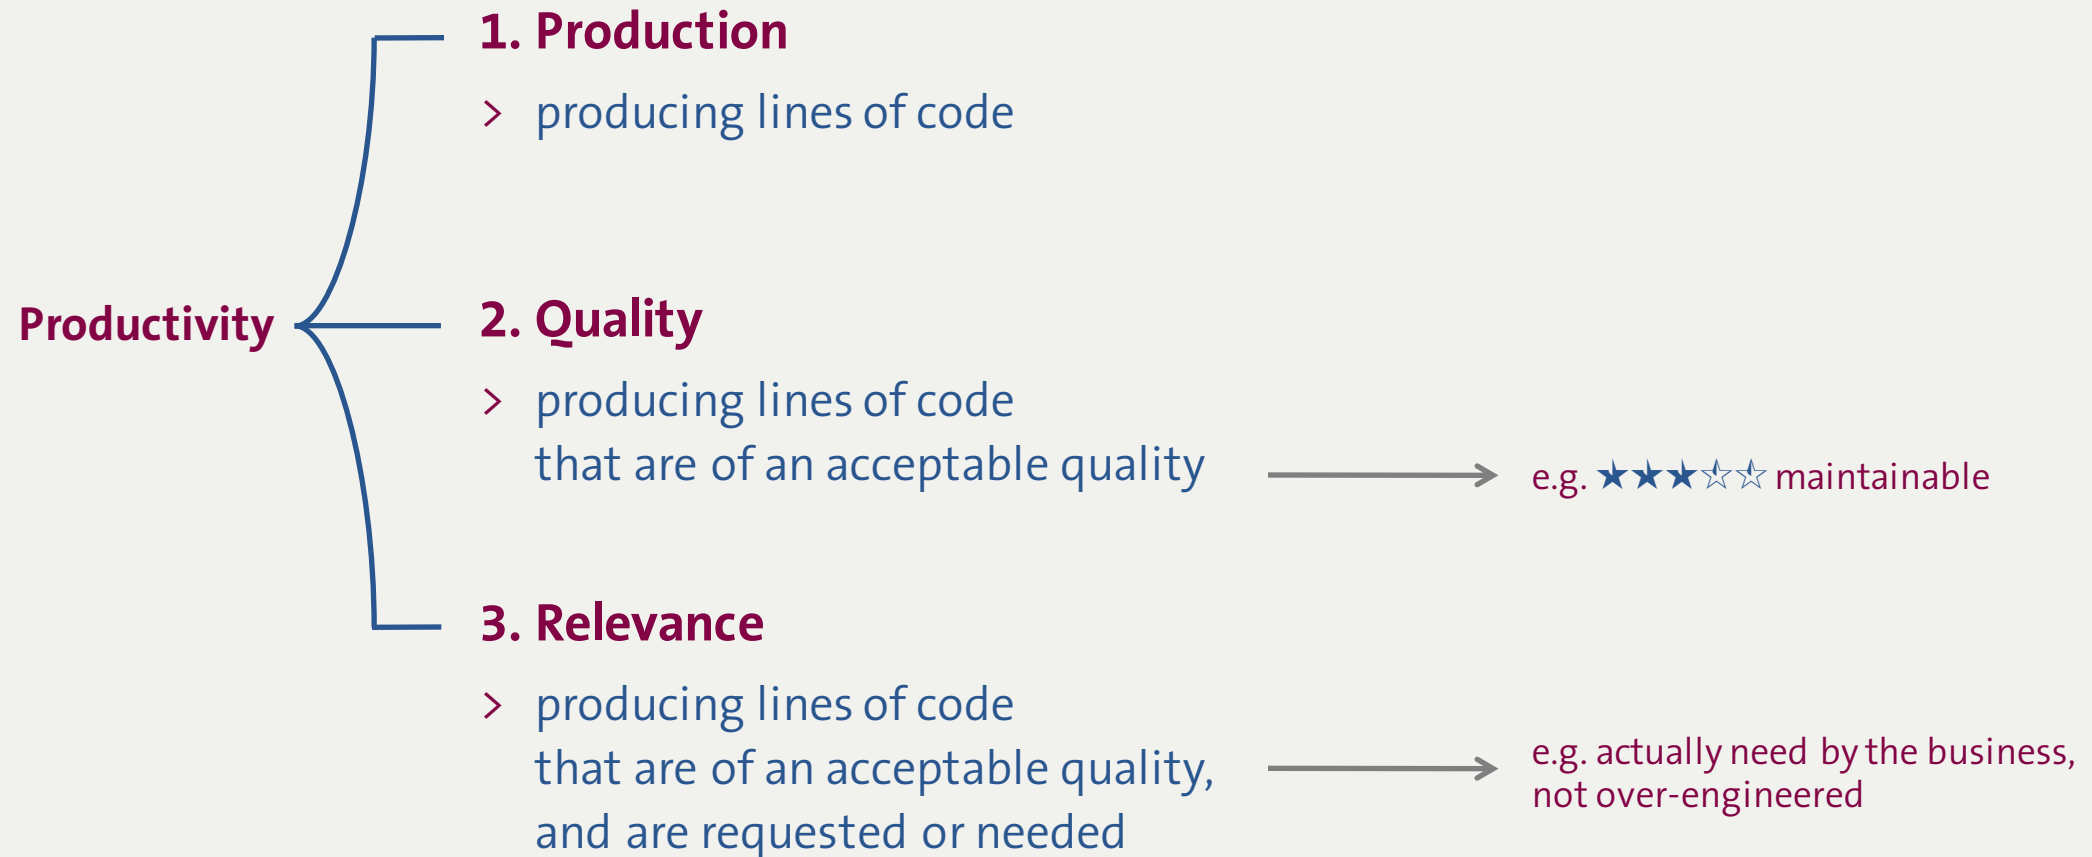 1. Production
> producing lines of code
Productivity
2. Quality
> producing lines of code
that are of an acceptable quality
e.g. ★★★☆☆ maintainable
3. Relevance
> producing lines of code
that are of an acceptable quality,
and are requested or needed
e.g. actually need by the business,
not over-engineered